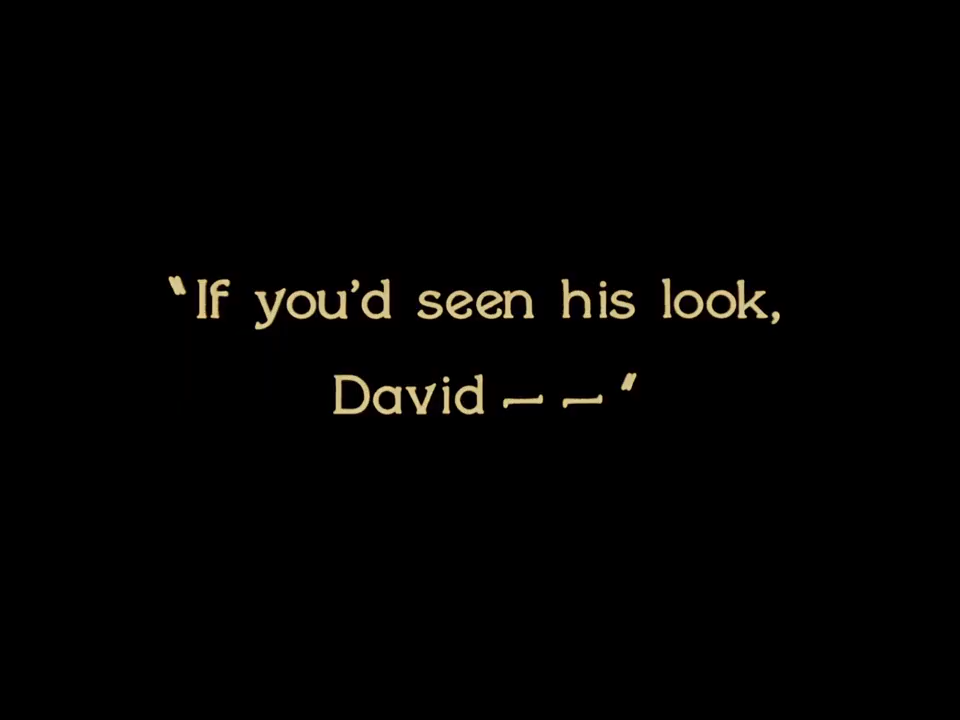 "If you'd seen his look,
David — — "